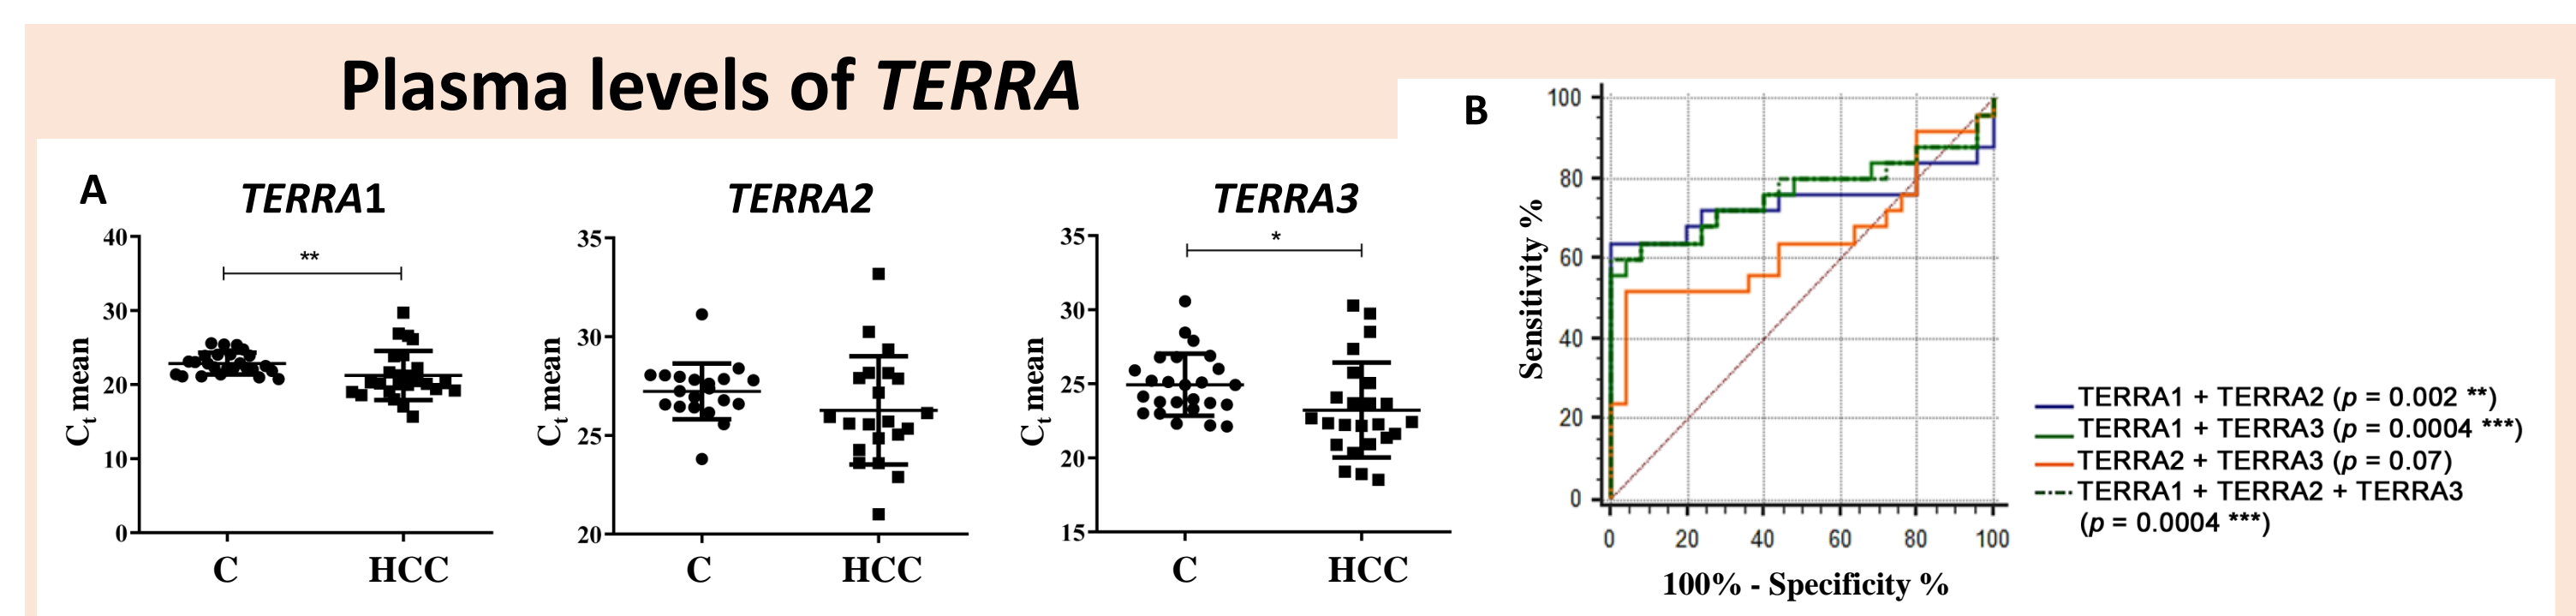 Plasma levels of TERRA
A
TERRA1
**
40
30
20
10
0
Ct mean
C
HCC
TERRA2
35
30
25
20
Ct mean
C
HCC
TERRA3
*
35
30
25
20
15
Ct mean
C
HCC
B
100
80
60
40
20
0
Sensitivity %
0 20 40 60 80 100
100% - Specificity %
TERRA1 + TERRA2 (p = 0.002 **)
TERRA1 + TERRA3 (p = 0.0004 ***)
TERRA2 + TERRA3 (p = 0.07)
TERRA1 + TERRA2 + TERRA3
(p = 0.0004 ***)